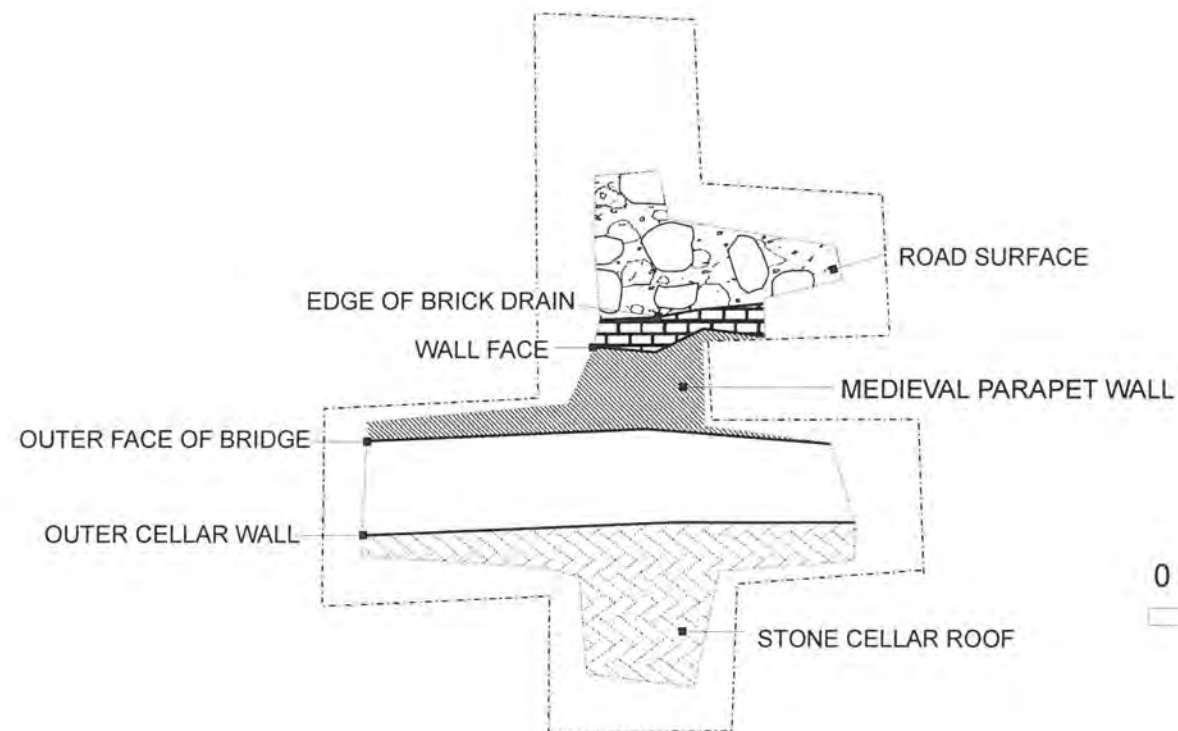 ROAD SURFACE
EDGE OF BRICK DRAIN
WALL FACE
MEDIEVAL PARAPET WALL
OUTER FACE OF BRIDGE
OUTER CELLAR WALL
0
STONE CELLAR ROOF